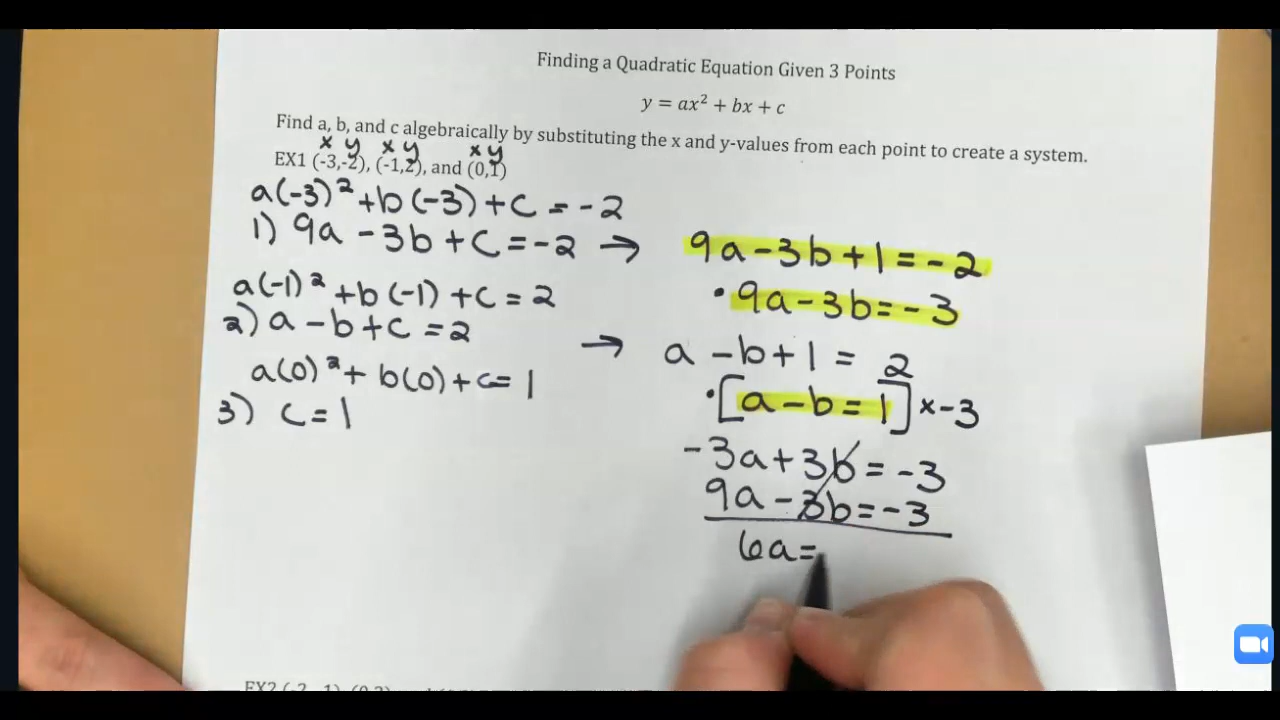 Finding a Quadratic Equation Given 3 Points
y = ax² + bx + c
Find a, b, and c algebraically by substituting the x and y-values from each point to create a system.
x y x y x y
EX1 (-3,-2), (-1,2), and (0,1)
a(-3)² + b(-3) + c = -2
1) 9a - 3b + c = -2 →
a(-1)² + b(-1) + c = 2
2) a - b + c = 2
a(0)² + b(0) + c = 1
3) c = 1
9a - 3b + 1 = -2
• 9a - 3b = -3
→ a - b + 1 = 2
• [a - b = 1] × -3
-3a + 3b = -3
9a - 3b = -3
6a =